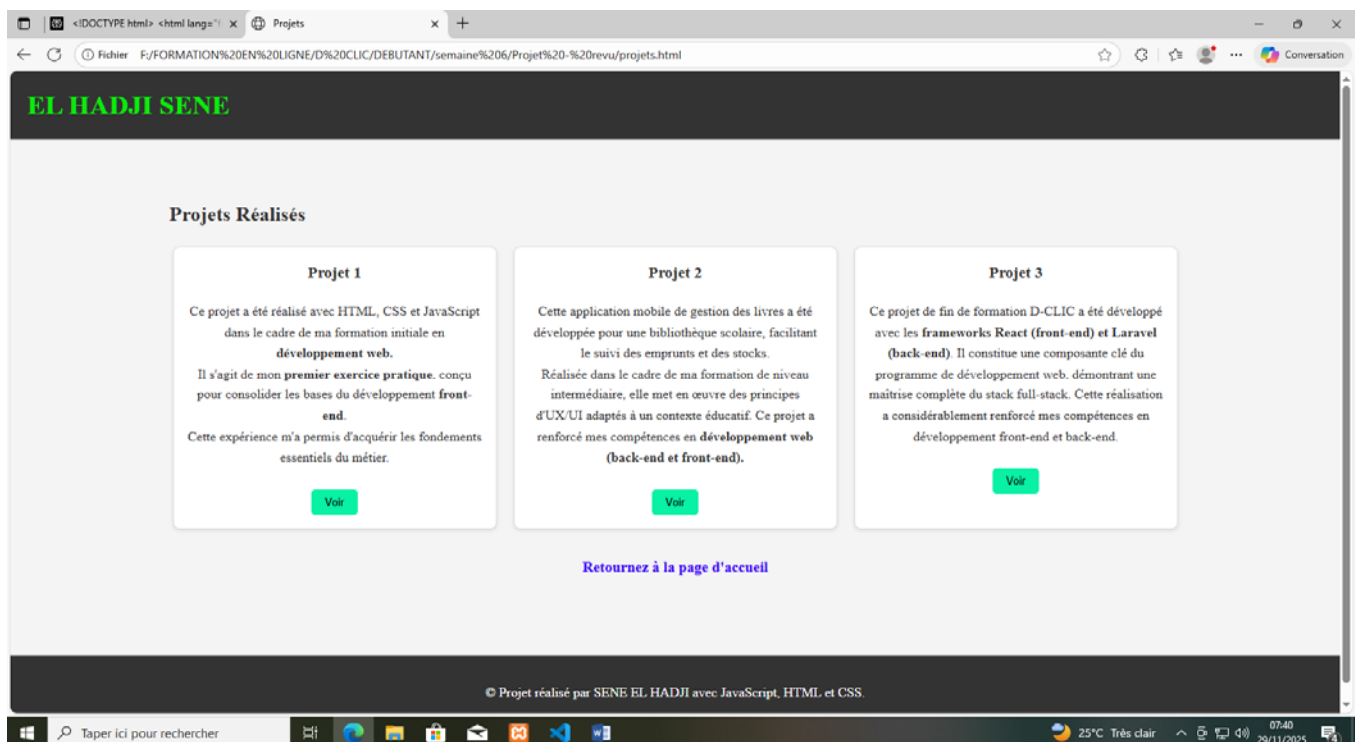 <!DOCTYPE html> <html lang="f
Projets
Fichier F:/FORMATION%20EN%20LIGNE/D%20CLIC/DEBUTANT/semaine%206/Projet%20-%20revu/projets.html
Conversation
EL HADJI SENE
Projets Réalisés
Projet 1
Ce projet a été réalisé avec HTML, CSS et JavaScript
dans le cadre de ma formation initiale en
développement web.
Il s'agit de mon premier exercice pratique. conçu
pour consolider les bases du développement front-
end.
Cette expérience m'a permis d'acquérir les fondements
essentiels du métier.
Voir
Projet 2
Cette application mobile de gestion des livres a été
développée pour une bibliothèque scolaire, facilitant
le suivi des emprunts et des stocks.
Réalisée dans le cadre de ma formation de niveau
intermédiaire, elle met en œuvre des principes
d'UX/UI adaptés à un contexte éducatif. Ce projet a
renforcé mes compétences en développement web
(back-end et front-end).
Voir
Projet 3
Ce projet de fin de formation D-CLIC a été développé
avec les frameworks React (front-end) et Laravel
(back-end). Il constitue une composante clé du
programme de développement web. démontrant une
maîtrise complète du stack full-stack. Cette réalisation
a considérablement renforcé mes compétences en
développement front-end et back-end.
Voir
Retournez à la page d'accueil
© Projet réalisé par SENE EL HADJI avec JavaScript, HTML et CSS.
Taper ici pour rechercher
25°C Très clair
07:40
29/11/2025
4